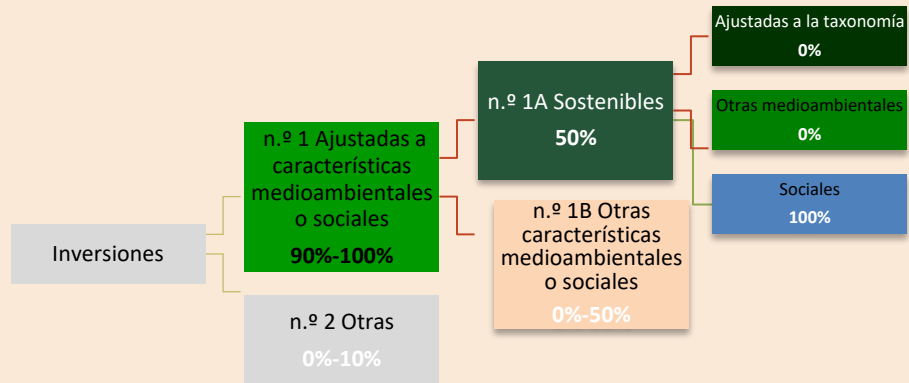 Inversiones
n.º 1 Ajustadas a
características
medioambientales
o sociales
90%-100%
n.º 2 Otras
0%-10%
n.º 1A Sostenibles
50%
n.º 1B Otras
características
medioambientales
o sociales
0%-50%
Ajustadas a la taxonomía
0%
Otras medioambientales
0%
Sociales
100%